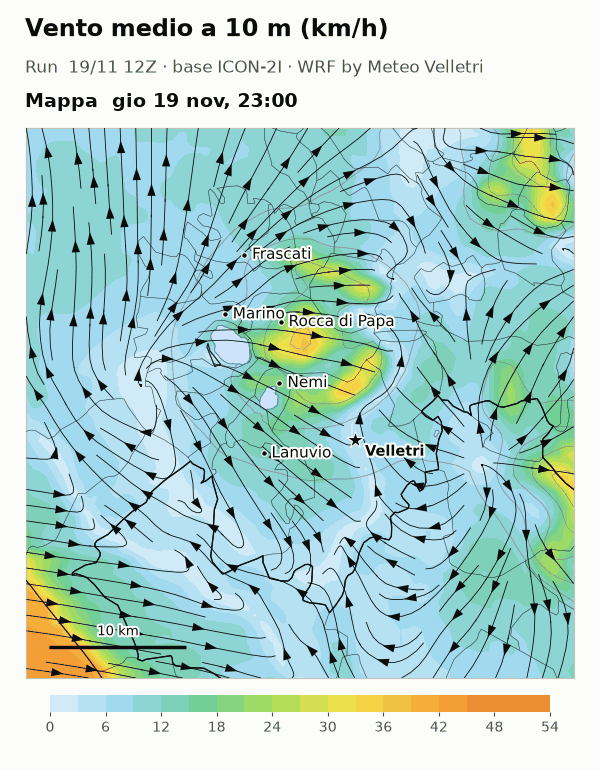 Vento medio a 10 m (km/h)
Run 19/11 12Z · base ICON-2I · WRF by Meteo Velletri
Mappa gio 19 nov, 23:00
Frascati
Marino
Rocca di Papa
Nemi
Velletri
Lanuvio
10 km
0 6 12 18 24 30 36 42 48 54